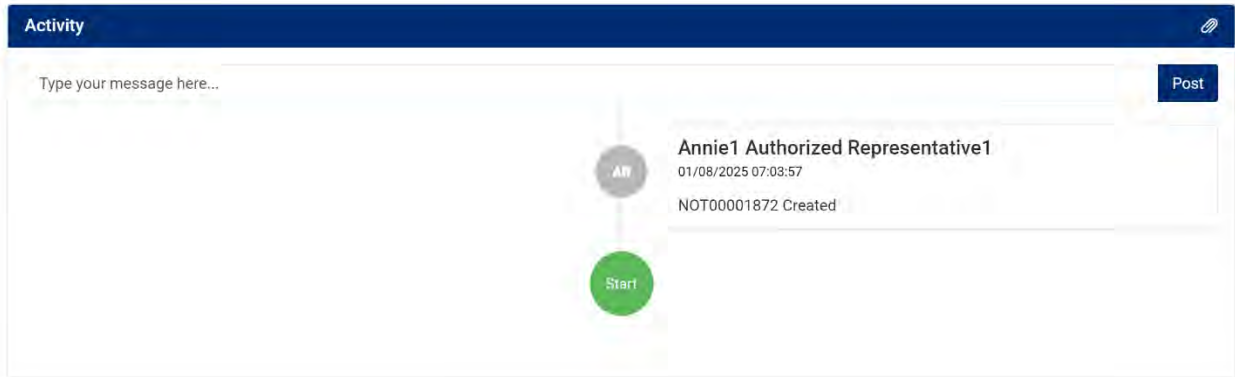 Activity
Type your message here...
Post
Annie1 Authorized Representative1
AR
01/08/2025 07:03:57
NOT00001872 Created
Start